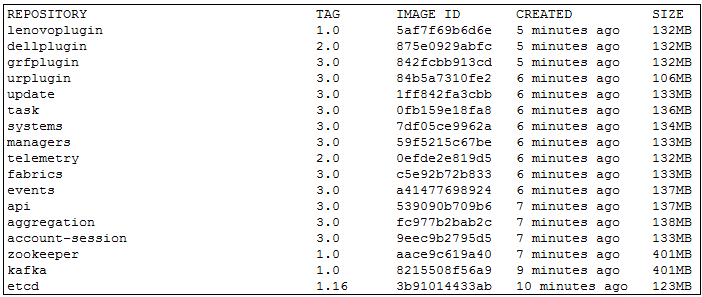 REPOSITORY TAG IMAGE ID CREATED SIZE
lenovoplugin 1.0 5af7f69b6d6e 5 minutes ago 132MB
dellplugin 2.0 875e0929abfc 5 minutes ago 132MB
grfplugin 3.0 842fcbb913cd 5 minutes ago 132MB
urplugin 3.0 84b5a7310fe2 6 minutes ago 106MB
update 3.0 1ff842fa3cbb 6 minutes ago 133MB
task 3.0 0fb159e18fa8 6 minutes ago 136MB
systems 3.0 7df05ce9962a 6 minutes ago 134MB
managers 3.0 59f5215c67be 6 minutes ago 133MB
telemetry 2.0 0efde2e819d5 6 minutes ago 132MB
fabrics 3.0 c5e92b72b833 6 minutes ago 133MB
events 3.0 a41477698924 6 minutes ago 137MB
api 3.0 539090b709b6 7 minutes ago 137MB
aggregation 3.0 fc977b2bab2c 7 minutes ago 138MB
account-session 3.0 9eec9b2795d5 7 minutes ago 133MB
zookeeper 1.0 aace9c619a40 7 minutes ago 401MB
kafka 1.0 8215508f56a9 9 minutes ago 401MB
etcd 1.16 3b91014433ab 10 minutes ago 123MB